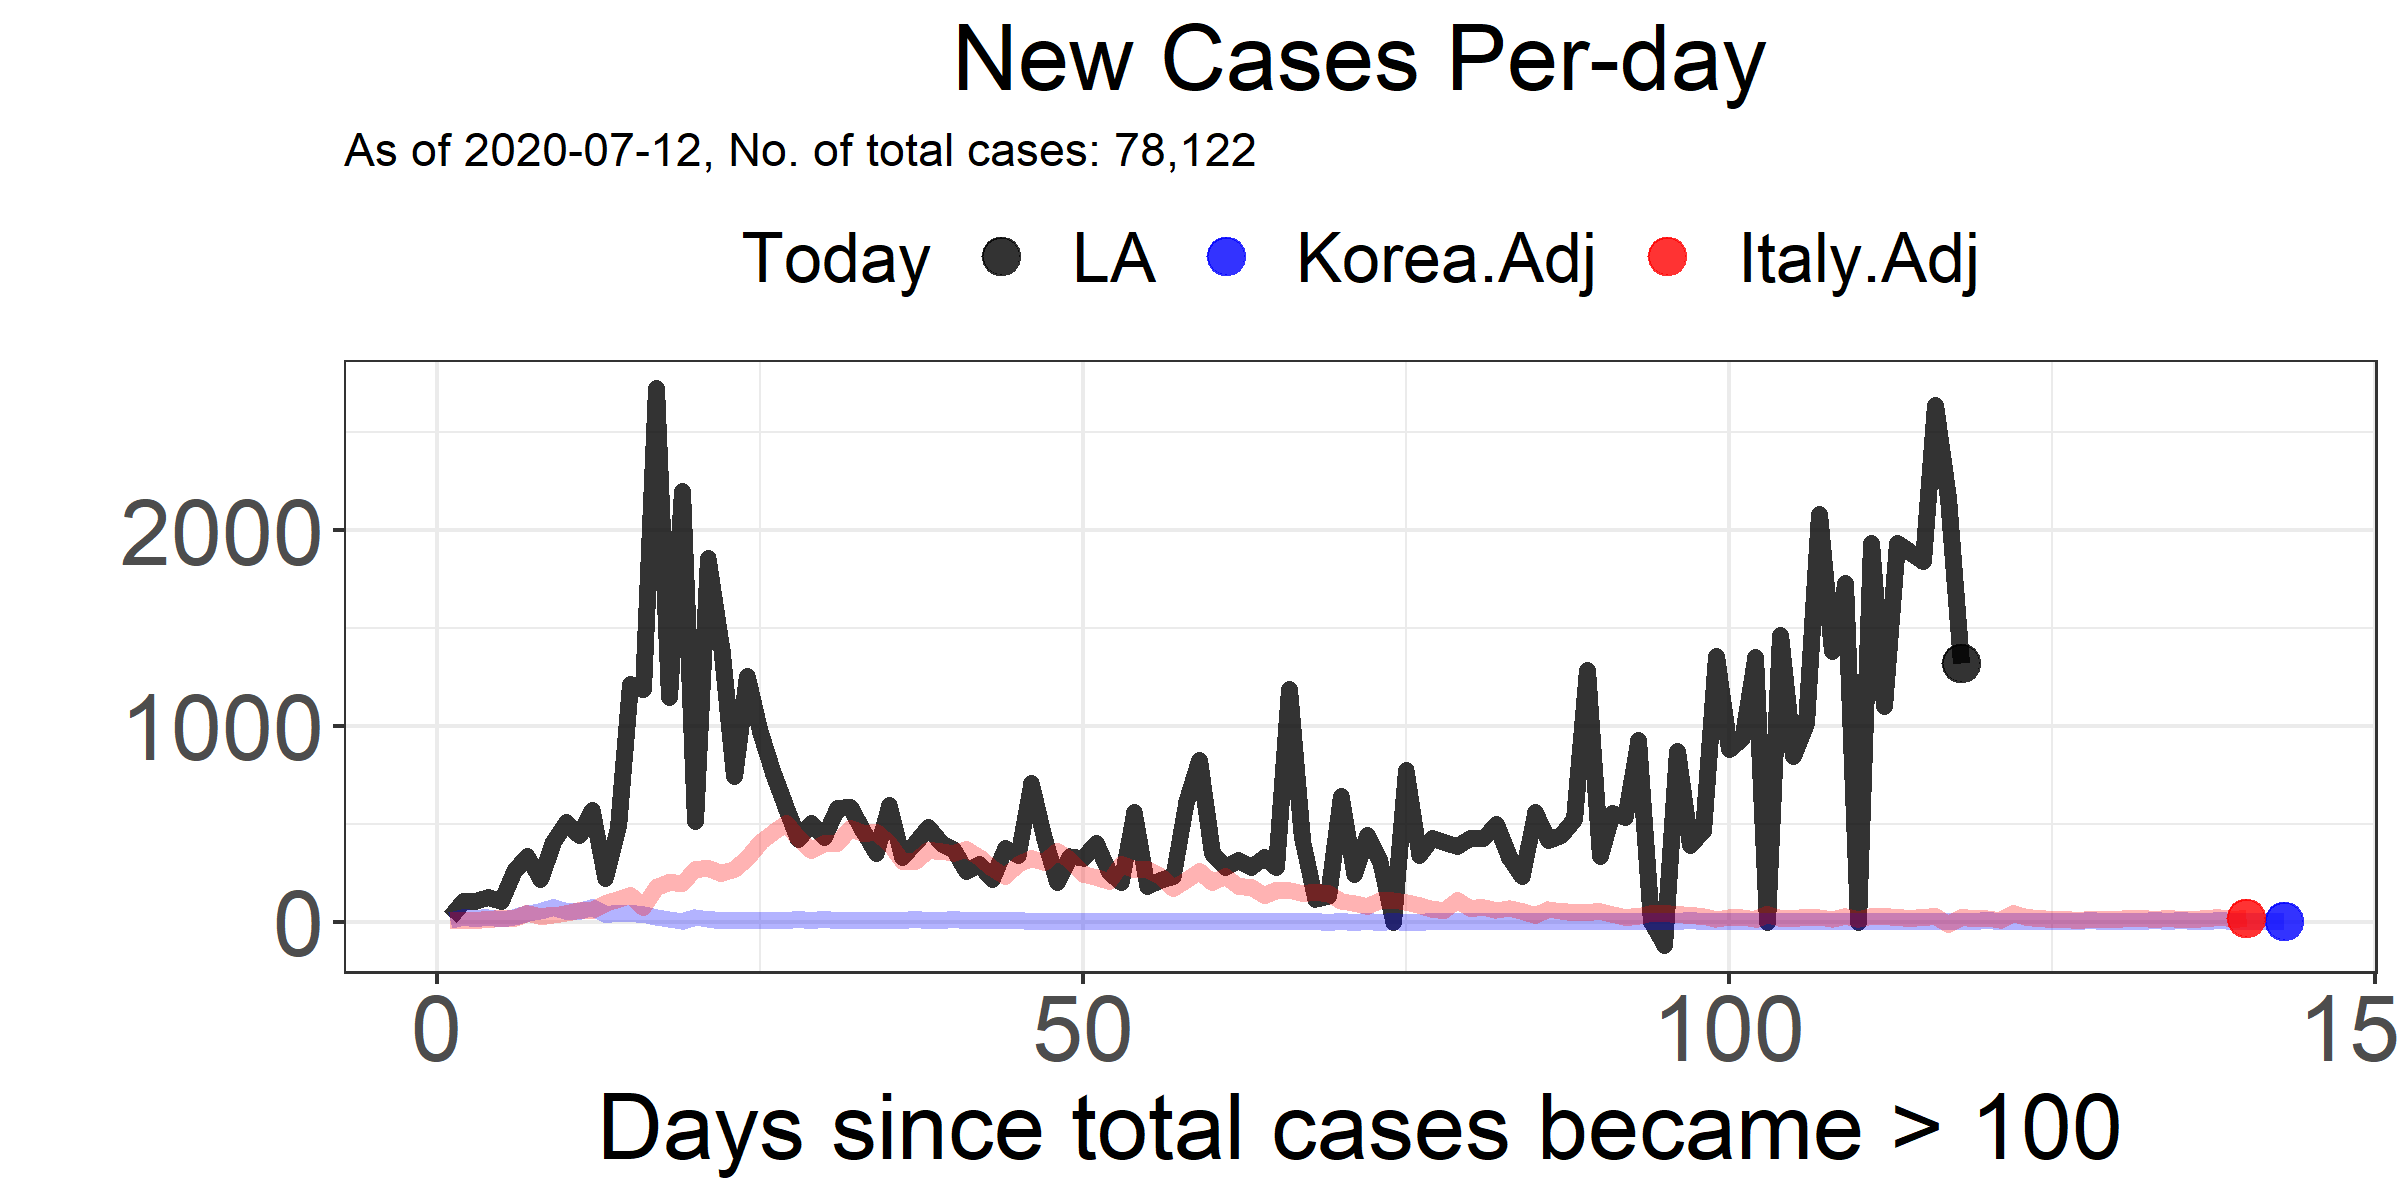 New Cases Per-day
As of 2020-07-12, No. of total cases: 78,122
Today LA Korea.Adj Italy.Adj
2000
1000
0
0 50 100 15
Days since total cases became > 100